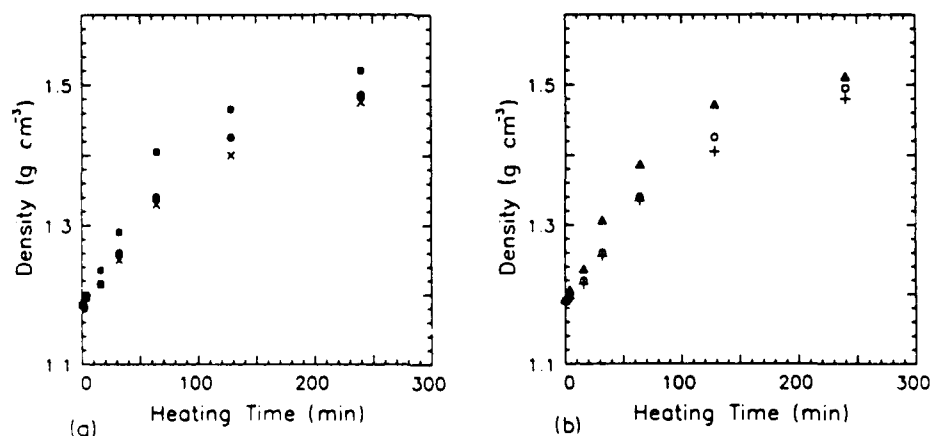 1.5
1.3
1.1
Density (g cm⁻³)
0 100 200 300
Heating Time (min)
(a)
1.5
1.3
1.1
Density (g cm⁻³)
0 100 200 300
Heating Time (min)
(b)